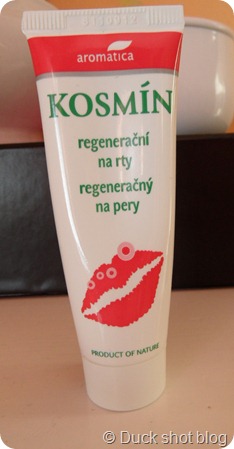 aromatica
KOSMÍN
regenerační
na rty
regeneračný
na pery
PRODUCT OF NATURE
© Duck shot blog